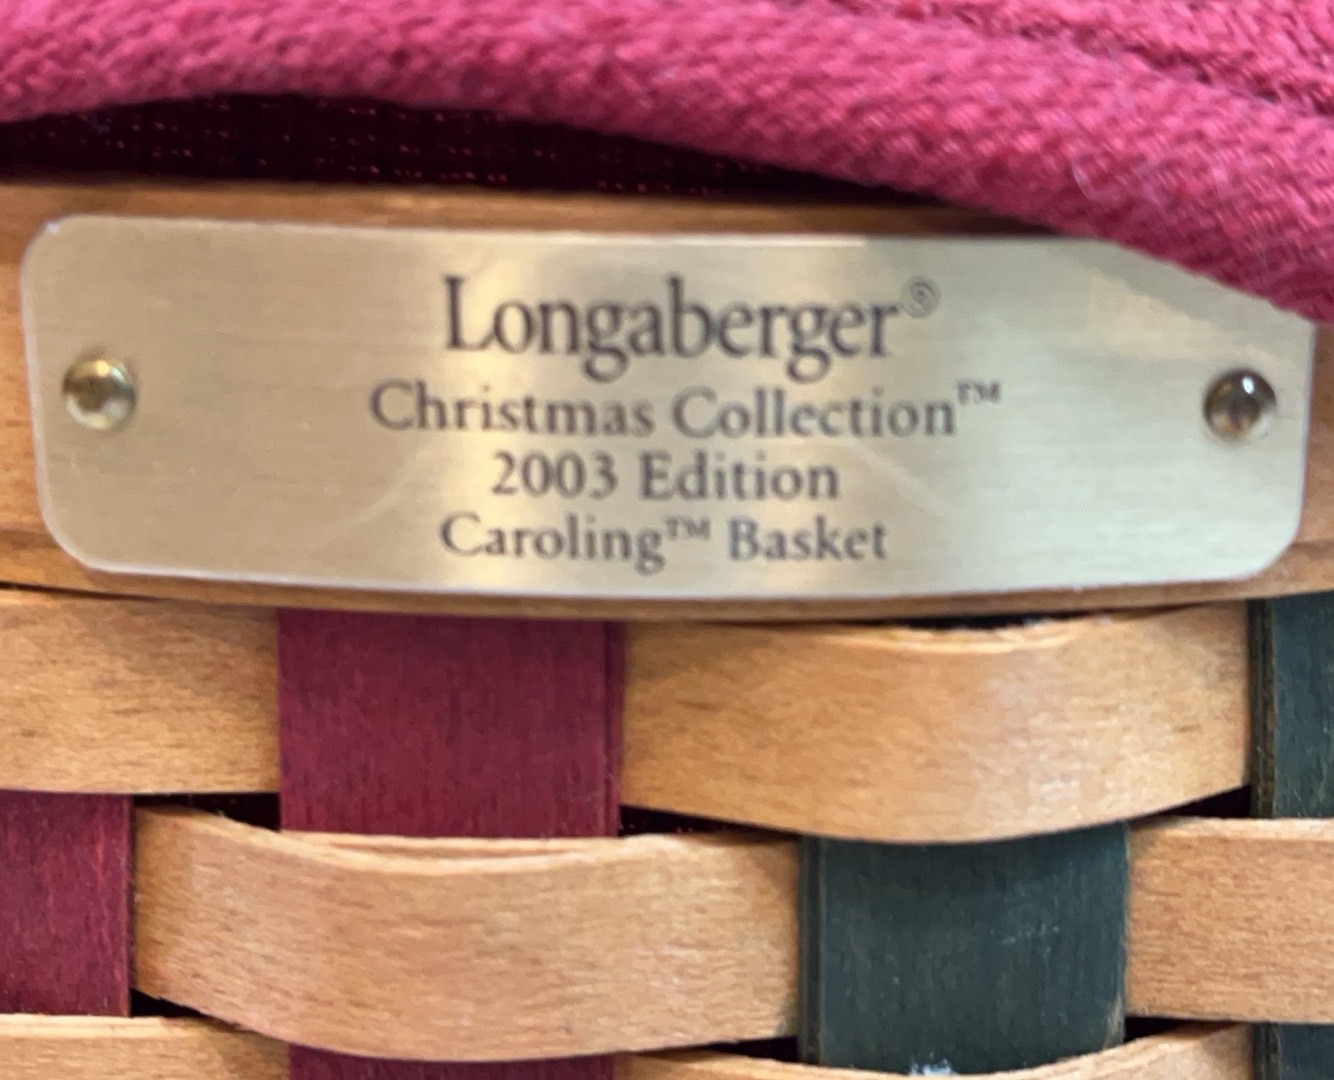 Longaberger®
Christmas Collection™
2003 Edition
Caroling™ Basket